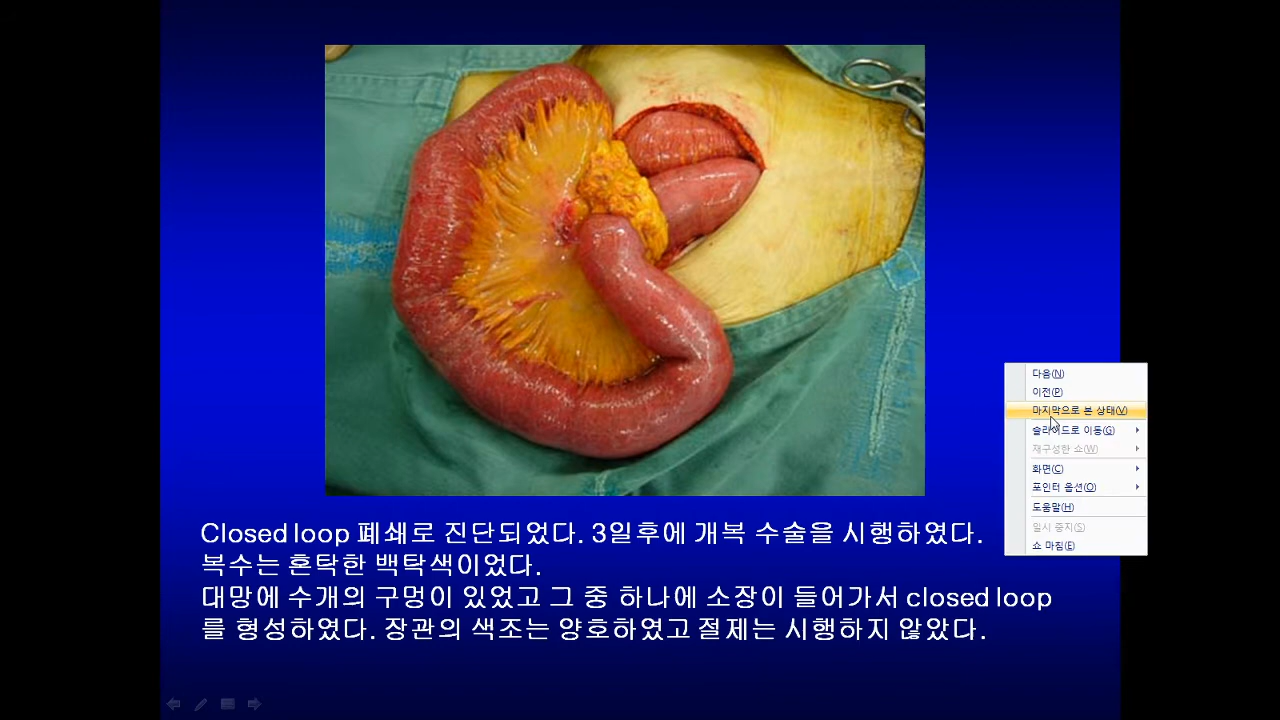 Closed loop 폐쇄로 진단되었다. 3일후에 개복 수술을 시행하였다.
복수는 혼탁한 백탁색이었다.
대망에 수개의 구멍이 있었고 그 중 하나에 소장이 들어가서 closed loop
를 형성하였다. 장관의 색조는 양호하였고 절제는 시행하지 않았다.
다음(N)
이전(P)
마지막으로 본 상태(V)
슬라이드로 이동(G)
재구성한 쇼(W)
화면(C)
포인터 옵션(O)
도움말(H)
일시 중지(S)
쇼 마침(E)